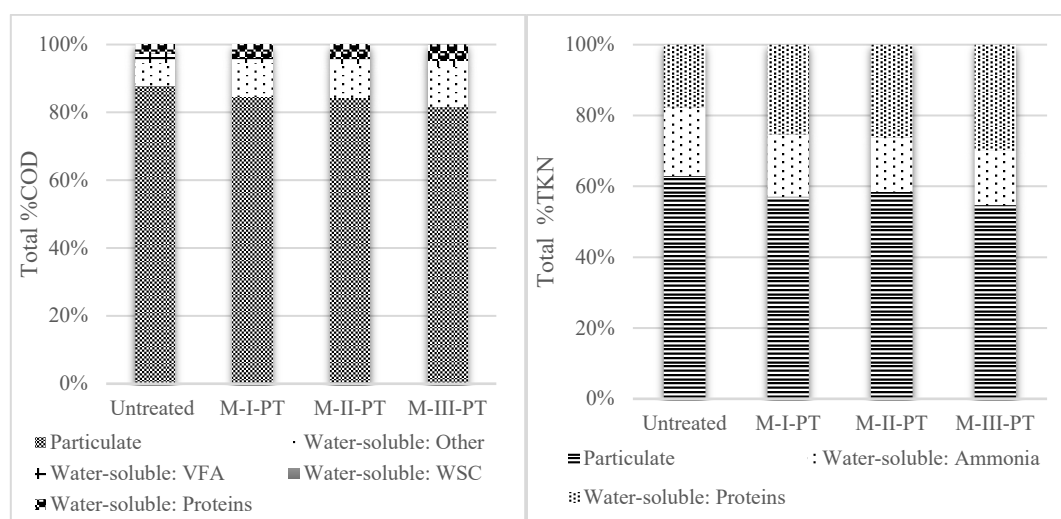 Total %COD
100%
80%
60%
40%
20%
0%
Untreated M-I-PT M-II-PT M-III-PT
Particulate Water-soluble: Other
Water-soluble: VFA Water-soluble: WSC
Water-soluble: Proteins
Total %TKN
100%
80%
60%
40%
20%
0%
Untreated M-I-PT M-II-PT M-III-PT
Particulate Water-soluble: Ammonia
Water-soluble: Proteins